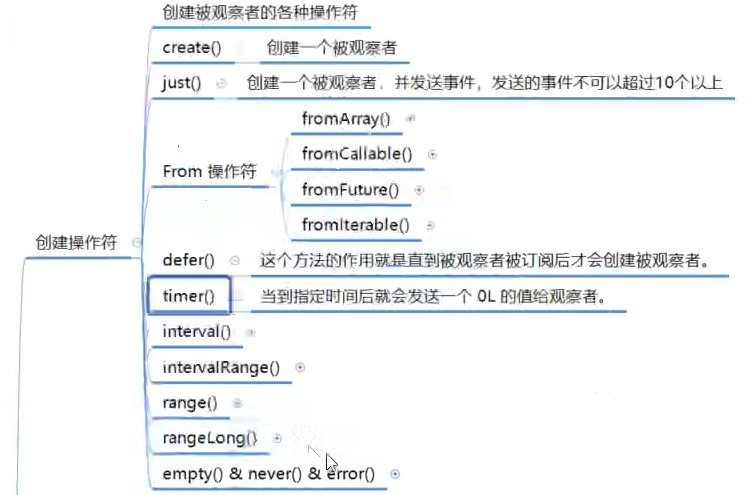 创建被观察者的各种操作符
create() 创建一个被观察者
just() 创建一个被观察者，并发送事件，发送的事件不可以超过10个以上
fromArray()
fromCallable()
From 操作符
fromFuture()
fromIterable()
创建操作符
defer() 这个方法的作用就是直到被观察者被订阅后才会创建被观察者。
timer() 当到指定时间后就会发送一个 0L 的值给观察者。
interval()
intervalRange()
range()
rangeLong()
empty() & never() & error()